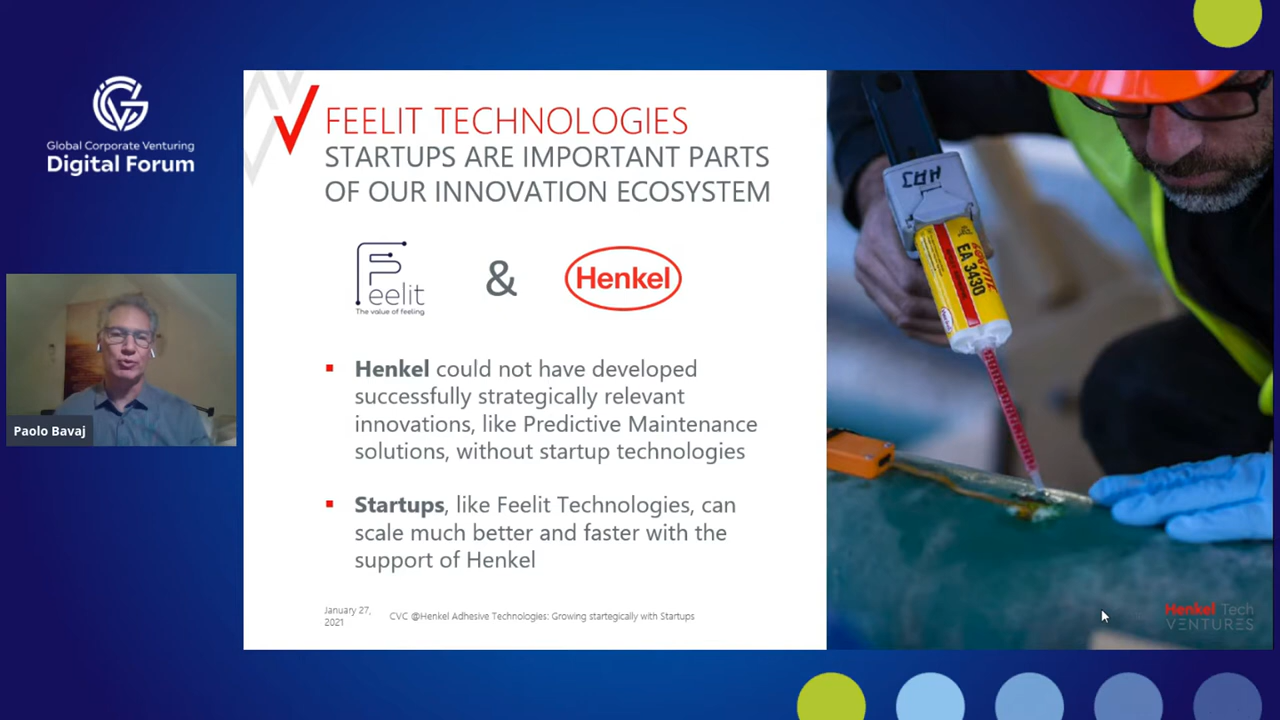 Global Corporate Venturing
Digital Forum
FEELIT TECHNOLOGIES
STARTUPS ARE IMPORTANT PARTS
OF OUR INNOVATION ECOSYSTEM
Feelit
The value of feeling
&
Henkel
Henkel could not have developed
successfully strategically relevant
innovations, like Predictive Maintenance
solutions, without startup technologies
Startups, like Feelit Technologies, can
scale much better and faster with the
support of Henkel
January 27,
2021
CVC @Henkel Adhesive Technologies: Growing startegically with Startups
Paolo Bavaj
LOCTITE
EA 3430
Henkel Tech
VENTURES